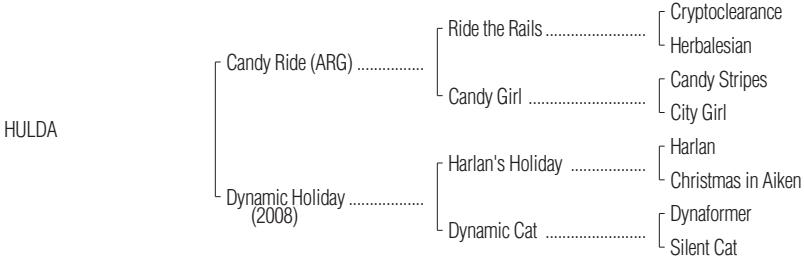 Cryptoclearance
Ride the Rails ........................
Herbalesian
Candy Ride (ARG) ................
Candy Stripes
Candy Girl ............................
City Girl
HULDA
Harlan
Harlan's Holiday ..................
Christmas in Aiken
Dynamic Holiday ..................
(2008)
Dynaformer
Dynamic Cat ........................
Silent Cat